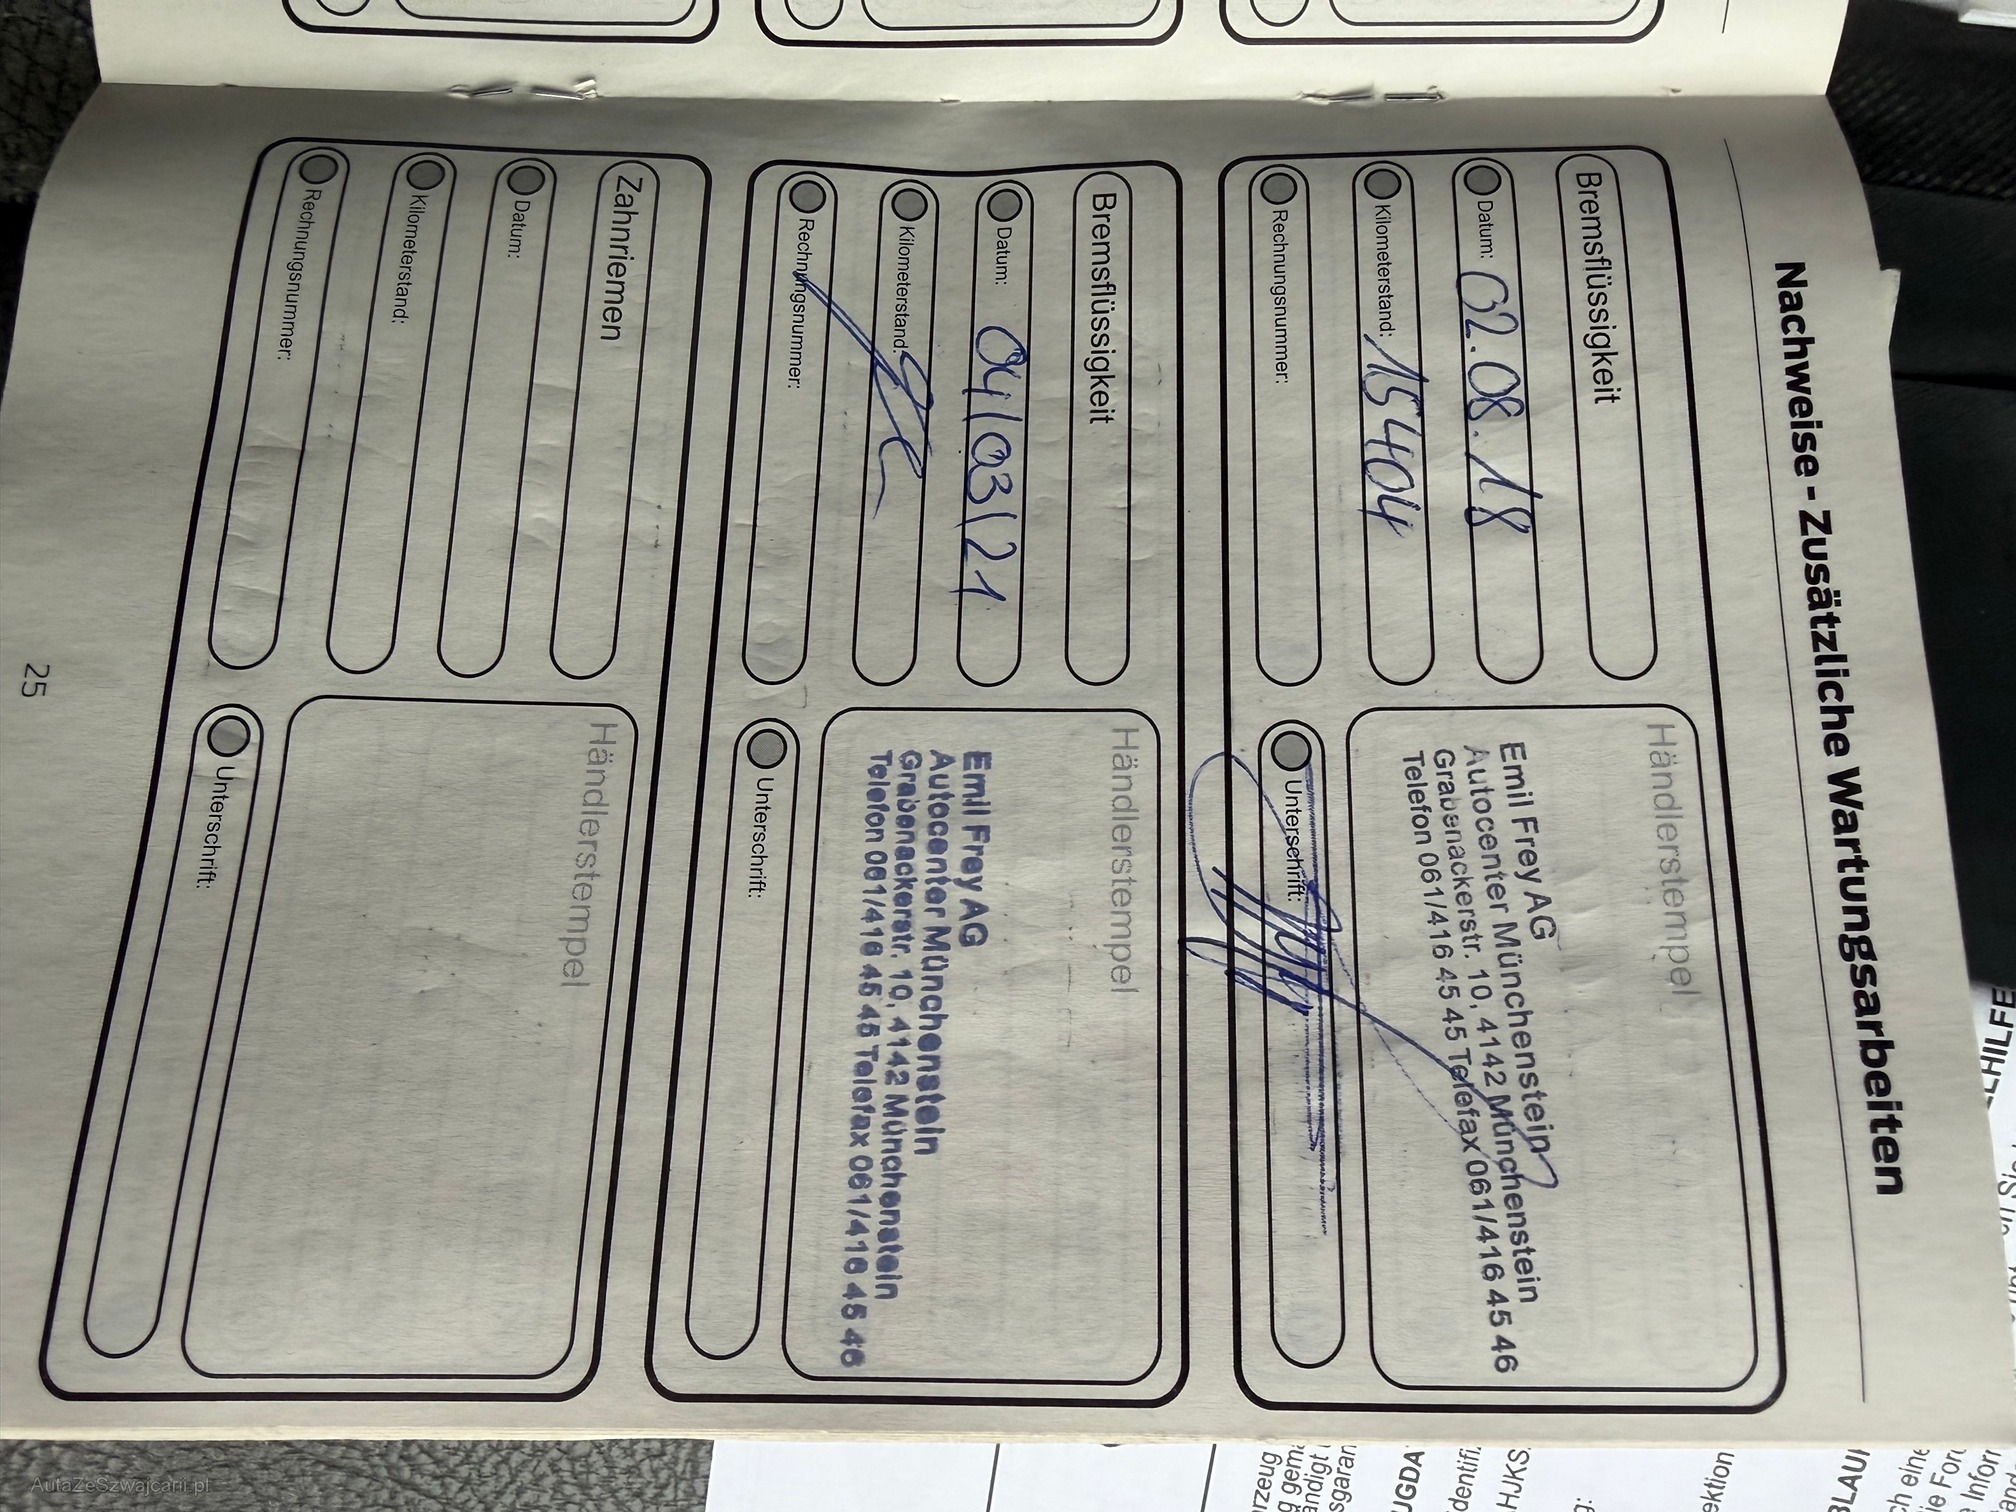 Nachweise - Zusätzliche Wartungsarbeiten
Bremsflüssigkeit
Datum: 02.08.18
Kilometerstand: 15404
Rechnungsnummer:
Händlerstempel
Emil Frey AG
Autocenter Münchenstein
Grabenackerstr. 10, 4142 Münchenstein
Telefon 061/416 45 45 Telefax 061/416 45 46
Unterschrift:
Bremsflüssigkeit
Datum: 04/03/21
Kilometerstand:
Rechnungsnummer:
Händlerstempel
Emil Frey AG
Autocenter Münchenstein
Grabenackerstr. 10, 4142 Münchenstein
Telefon 061/416 45 45 Telefax 061/416 45 46
Unterschrift:
Zahnriemen
Datum:
Kilometerstand:
Rechnungsnummer:
Händlerstempel
Unterschrift:
25
AutaZeSzwajcarii.pl